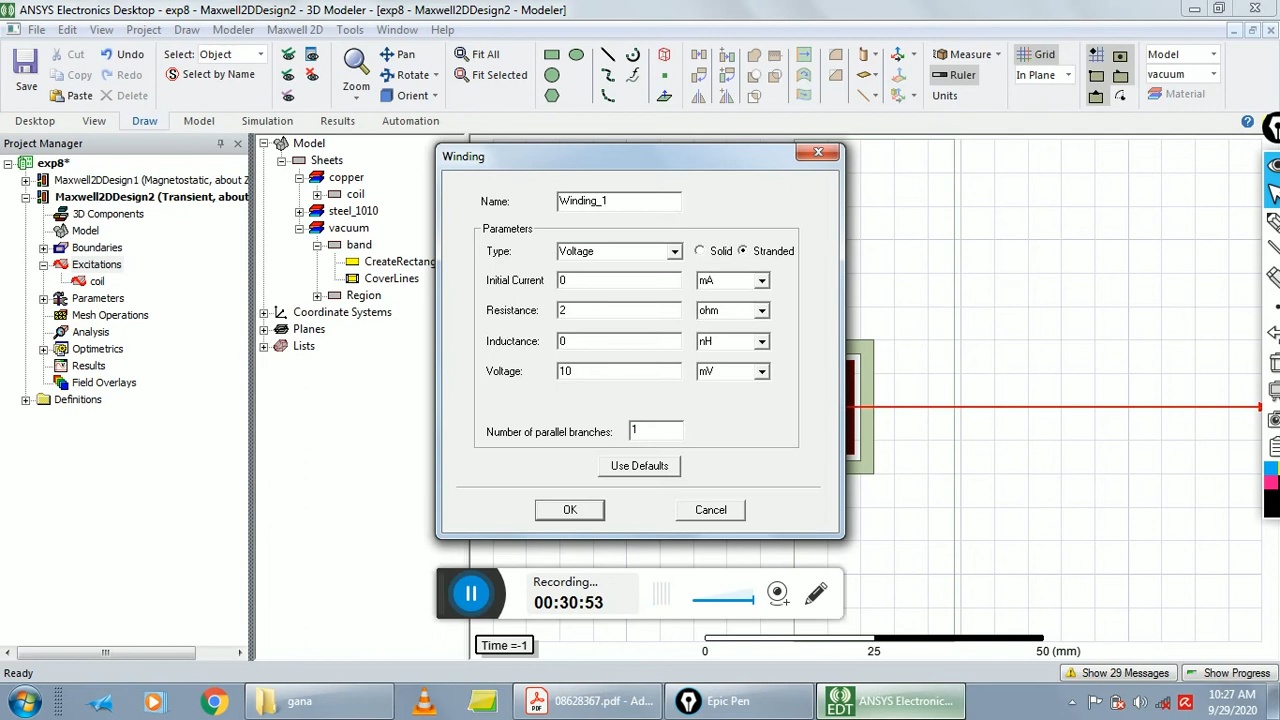 ANSYS Electronics Desktop - exp8 - Maxwell2DDesign2 - 3D Modeler - [exp8 - Maxwell2DDesign2 - Modeler]
File Edit View Project Draw Modeler Maxwell 2D Tools Window Help
Save
Cut
Copy
Paste
Undo
Redo
Delete
Select: Object
Select by Name
Zoom
Pan
Rotate
Orient
Fit All
Fit Selected
Measure
Ruler
Units
Grid
In Plane
Model
vacuum
Material
Desktop View Draw Model Simulation Results Automation
Project Manager
exp8*
Maxwell2DDesign1 (Magnetostatic, about Z
Maxwell2DDesign2 (Transient, about
3D Components
Model
Boundaries
Excitations
coil
Parameters
Mesh Operations
Analysis
Optimetrics
Results
Field Overlays
Definitions
Model
Sheets
copper
coil
steel_1010
vacuum
band
CreateRectang
CoverLines
Region
Coordinate Systems
Planes
Lists
Winding
Name: Winding_1
Parameters
Type: Voltage Solid Stranded
Initial Current 0 mA
Resistance: 2 ohm
Inductance: 0 nH
Voltage: 10 mV
Number of parallel branches: 1
Use Defaults
OK Cancel
Recording...
00:30:53
Time =-1
0 25 50 (mm)
Ready
Show 29 Messages Show Progress
gana
08628367.pdf - Ad...
Epic Pen
EDT
ANSYS Electronic...
10:27 AM
9/29/2020